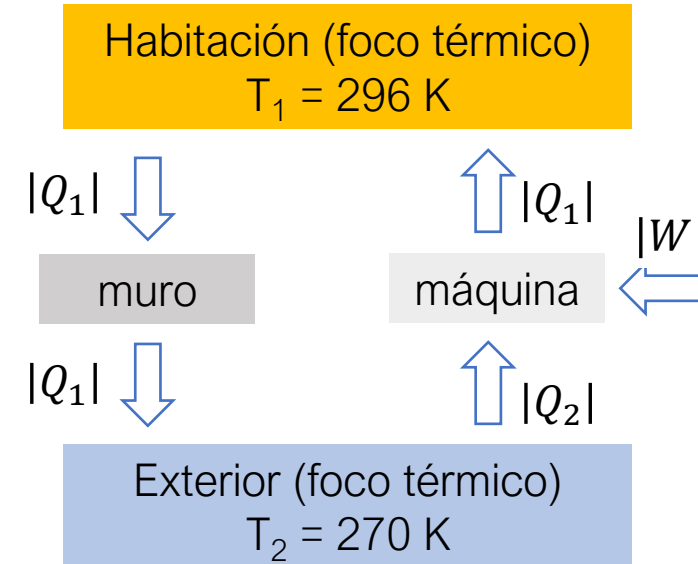 Habitación (foco térmico)
T₁ = 296 K
|Q₁|
|Q₁|
|W
muro
máquina
|Q₁|
|Q₂|
Exterior (foco térmico)
T₂ = 270 K